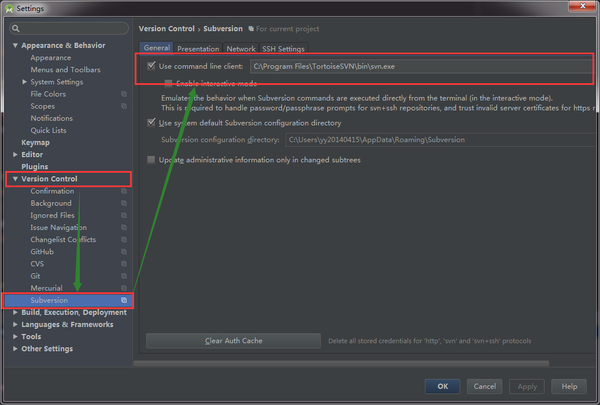 Settings
Appearance & Behavior
Appearance
Menus and Toolbars
System Settings
File Colors
Scopes
Notifications
Quick Lists
Keymap
Editor
Plugins
Version Control
Confirmation
Background
Ignored Files
Issue Navigation
Changelist Conflicts
GitHub
CVS
Git
Mercurial
Subversion
Build, Execution, Deployment
Languages & Frameworks
Tools
Other Settings
Version Control › Subversion For current project
General Presentation Network SSH Settings
Use command line client: C:\Program Files\TortoiseSVN\bin\svn.exe
Enable interactive mode
Emulates the behavior when Subversion commands are executed directly from the terminal (in the interactive mode).
This is required to handle password/passphrase prompts for svn+ssh repositories, and trust invalid server certificates for https r
Use system default Subversion configuration directory
Subversion configuration directory: C:\Users\yy20140415\AppData\Roaming\Subversion
Update administrative information only in changed subtrees
Clear Auth Cache Delete all stored credentials for 'http', 'svn' and 'svn+ssh' protocols
OK Cancel Apply Help